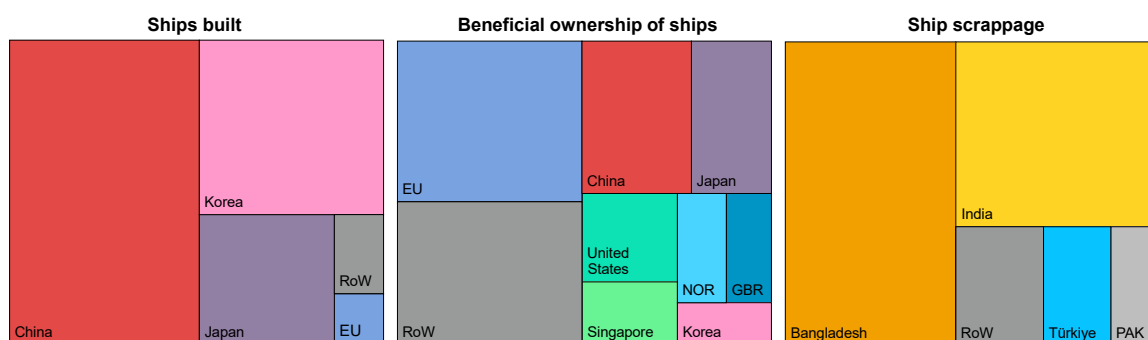 Ships built
China
Korea
Japan
RoW
EU
Beneficial ownership of ships
EU
RoW
China
Japan
United
States
Singapore
NOR
GBR
Korea
Ship scrappage
Bangladesh
India
RoW
Türkiye
PAK